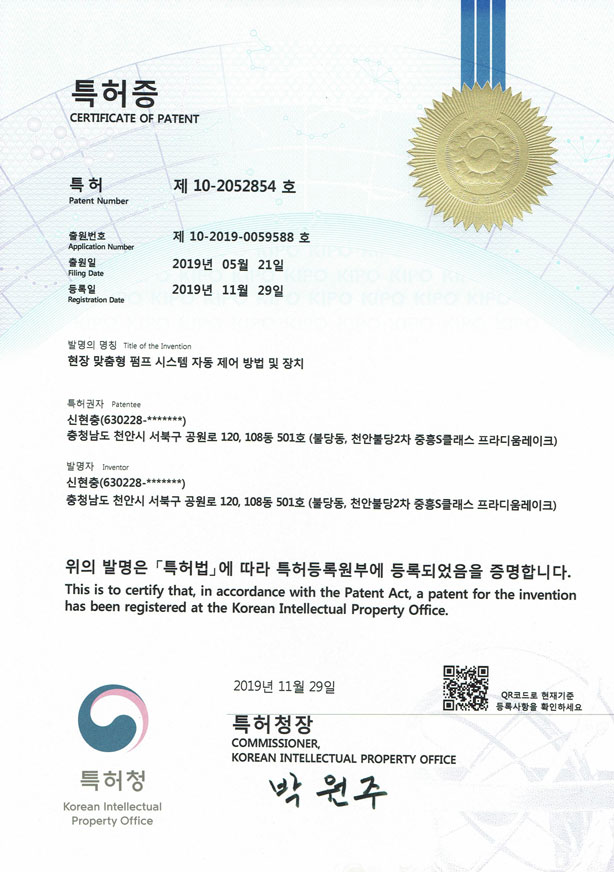 특허증
CERTIFICATE OF PATENT
특허 제 10-2052854 호
Patent Number
출원번호 제 10-2019-0059588 호
Application Number
출원일 2019년 05월 21일
Filing Date
등록일 2019년 11월 29일
Registration Date
KIPO KIPO KIPO KIPO KIPO
발명의 명칭 Title of the Invention
현장 맞춤형 펌프 시스템 자동 제어 방법 및 장치
특허권자 Patentee
신현충(630228-*******)
충청남도 천안시 서북구 공원로 120, 108동 501호 (불당동, 천안불당2차 중흥S클래스 프라디움레이크)
발명자 Inventor
신현충(630228-*******)
충청남도 천안시 서북구 공원로 120, 108동 501호 (불당동, 천안불당2차 중흥S클래스 프라디움레이크)
위의 발명은 「특허법」에 따라 특허등록원부에 등록되었음을 증명합니다.
This is to certify that, in accordance with the Patent Act, a patent for the invention
has been registered at the Korean Intellectual Property Office.
2019년 11월 29일
QR코드로 현재기준
등록사항을 확인하세요
특허청장
COMMISSIONER,
KOREAN INTELLECTUAL PROPERTY OFFICE
박원주
특허청
Korean Intellectual
Property Office